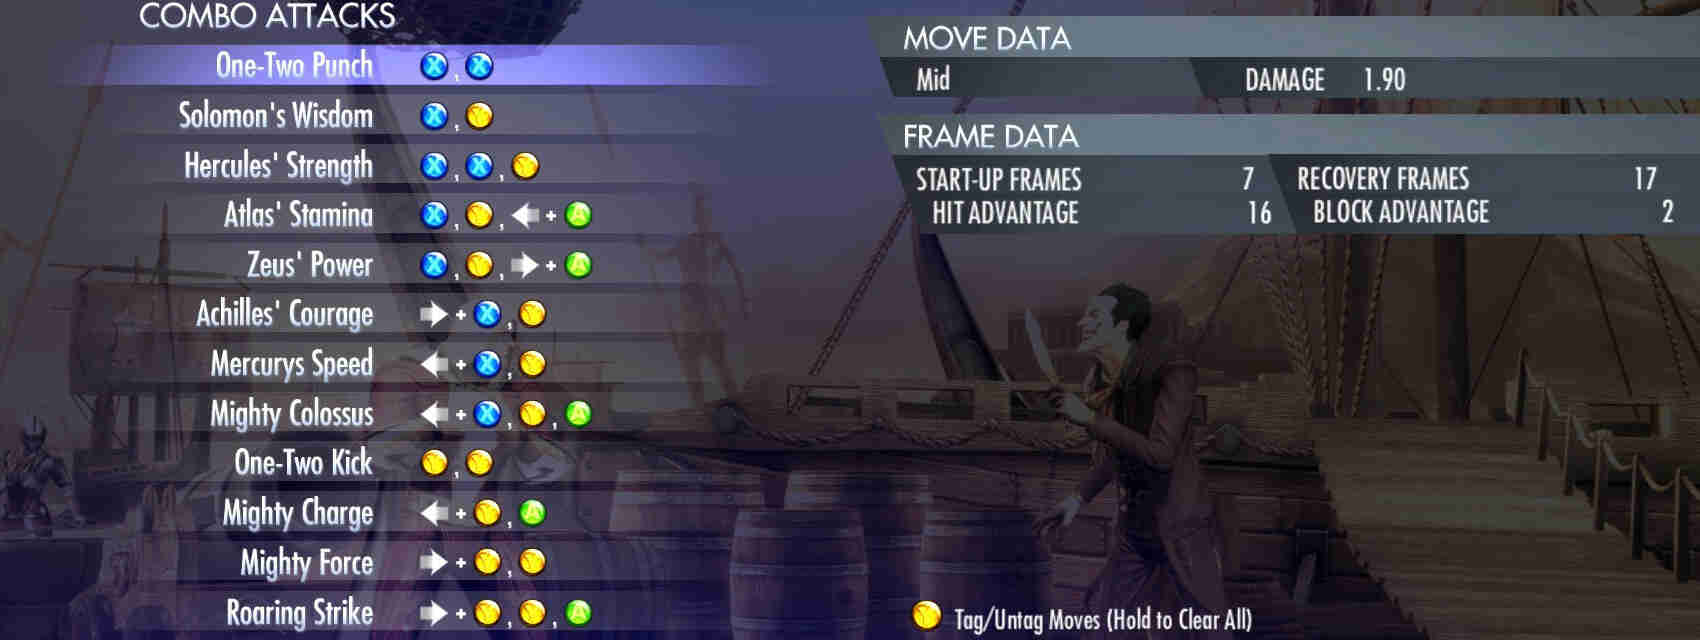 COMBO ATTACKS
One-Two Punch X, X
Solomon's Wisdom X, Y
Hercules' Strength X, X, Y
Atlas' Stamina X, Y, ← + A
Zeus' Power X, Y, → + A
Achilles' Courage → + X, Y
Mercurys Speed ← + X, Y
Mighty Colossus ← + X, Y, A
One-Two Kick Y, Y
Mighty Charge ← + Y, A
Mighty Force → + Y, Y
Roaring Strike → + Y, Y, A
MOVE DATA
Mid DAMAGE 1.90
FRAME DATA
START-UP FRAMES 7 RECOVERY FRAMES 17
HIT ADVANTAGE 16 BLOCK ADVANTAGE 2
Y Tag/Untag Moves (Hold to Clear All)